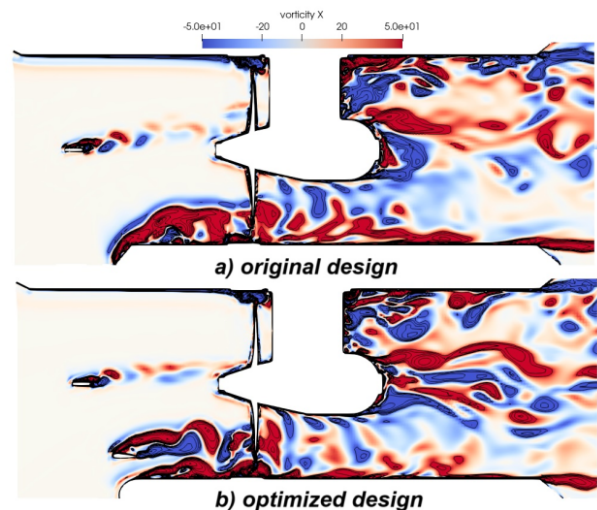 vorticity X
-5.0e+01 -20 0 20 5.0e+01
a) original design
b) optimized design